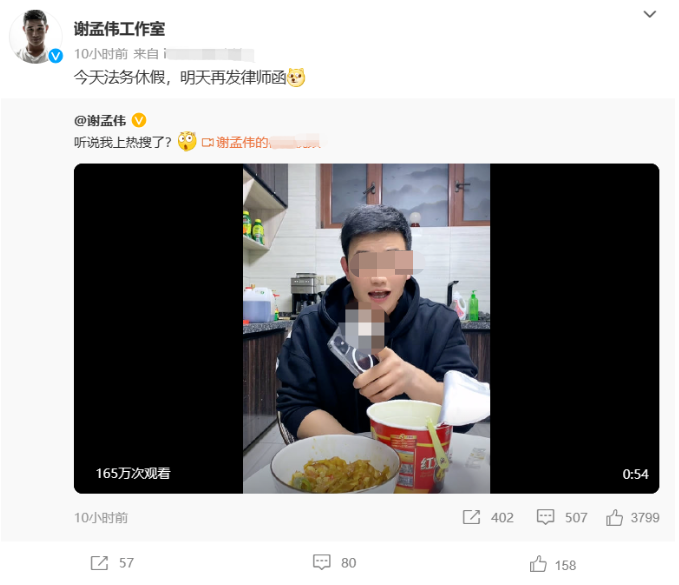 谢孟伟工作室
10小时前 来自
今天法务休假，明天再发律师函
@谢孟伟
听说我上热搜了？ 谢孟伟的
165万次观看
0:54
10小时前 402 507 3799
57 80 158